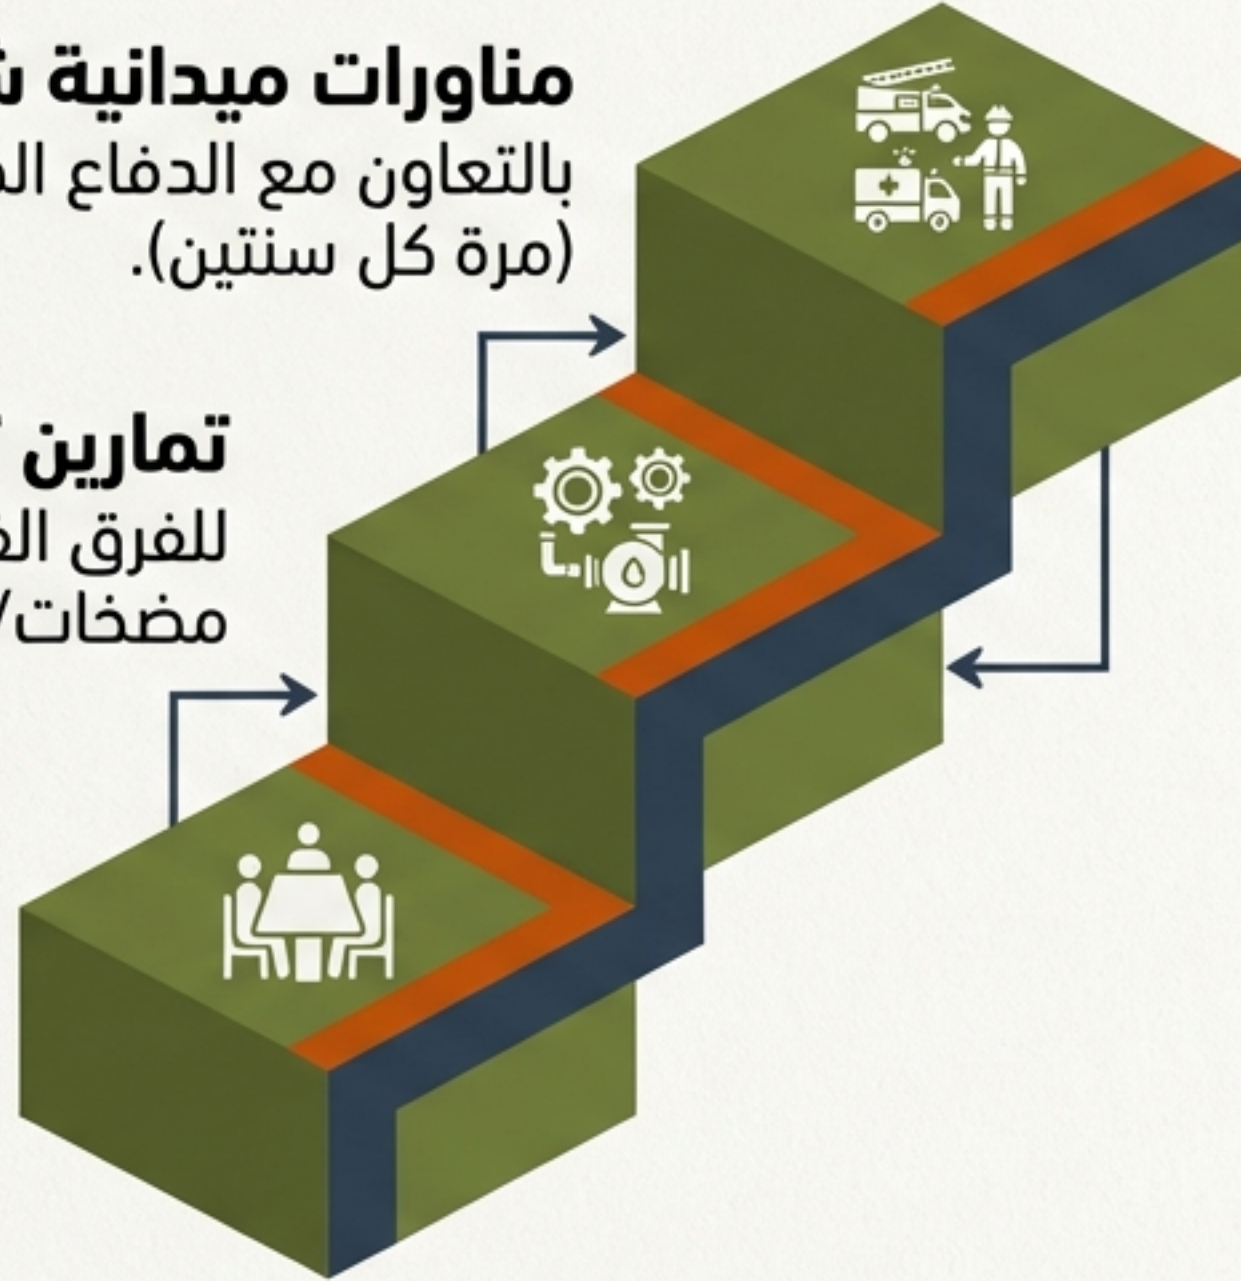 مناورات ميدانية
بالتعاون مع الدفاع
(مرة كل سنتين).
تمارين
للفرق
مضخات/